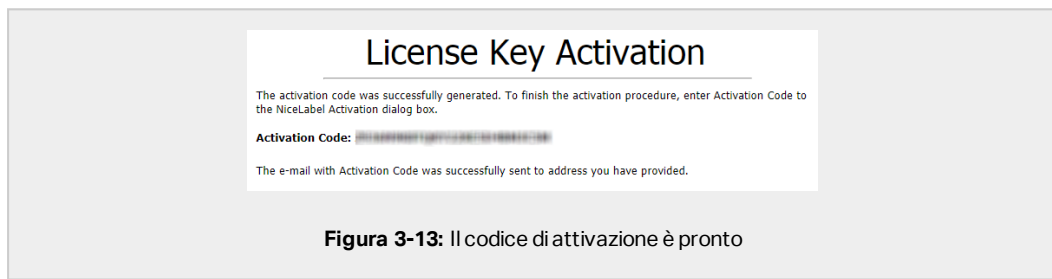 License Key Activation
The activation code was successfully generated. To finish the activation procedure, enter Activation Code to
the NiceLabel Activation dialog box.
Activation Code:
The e-mail with Activation Code was successfully sent to address you have provided.
Figura 3-13: Il codice di attivazione è pronto